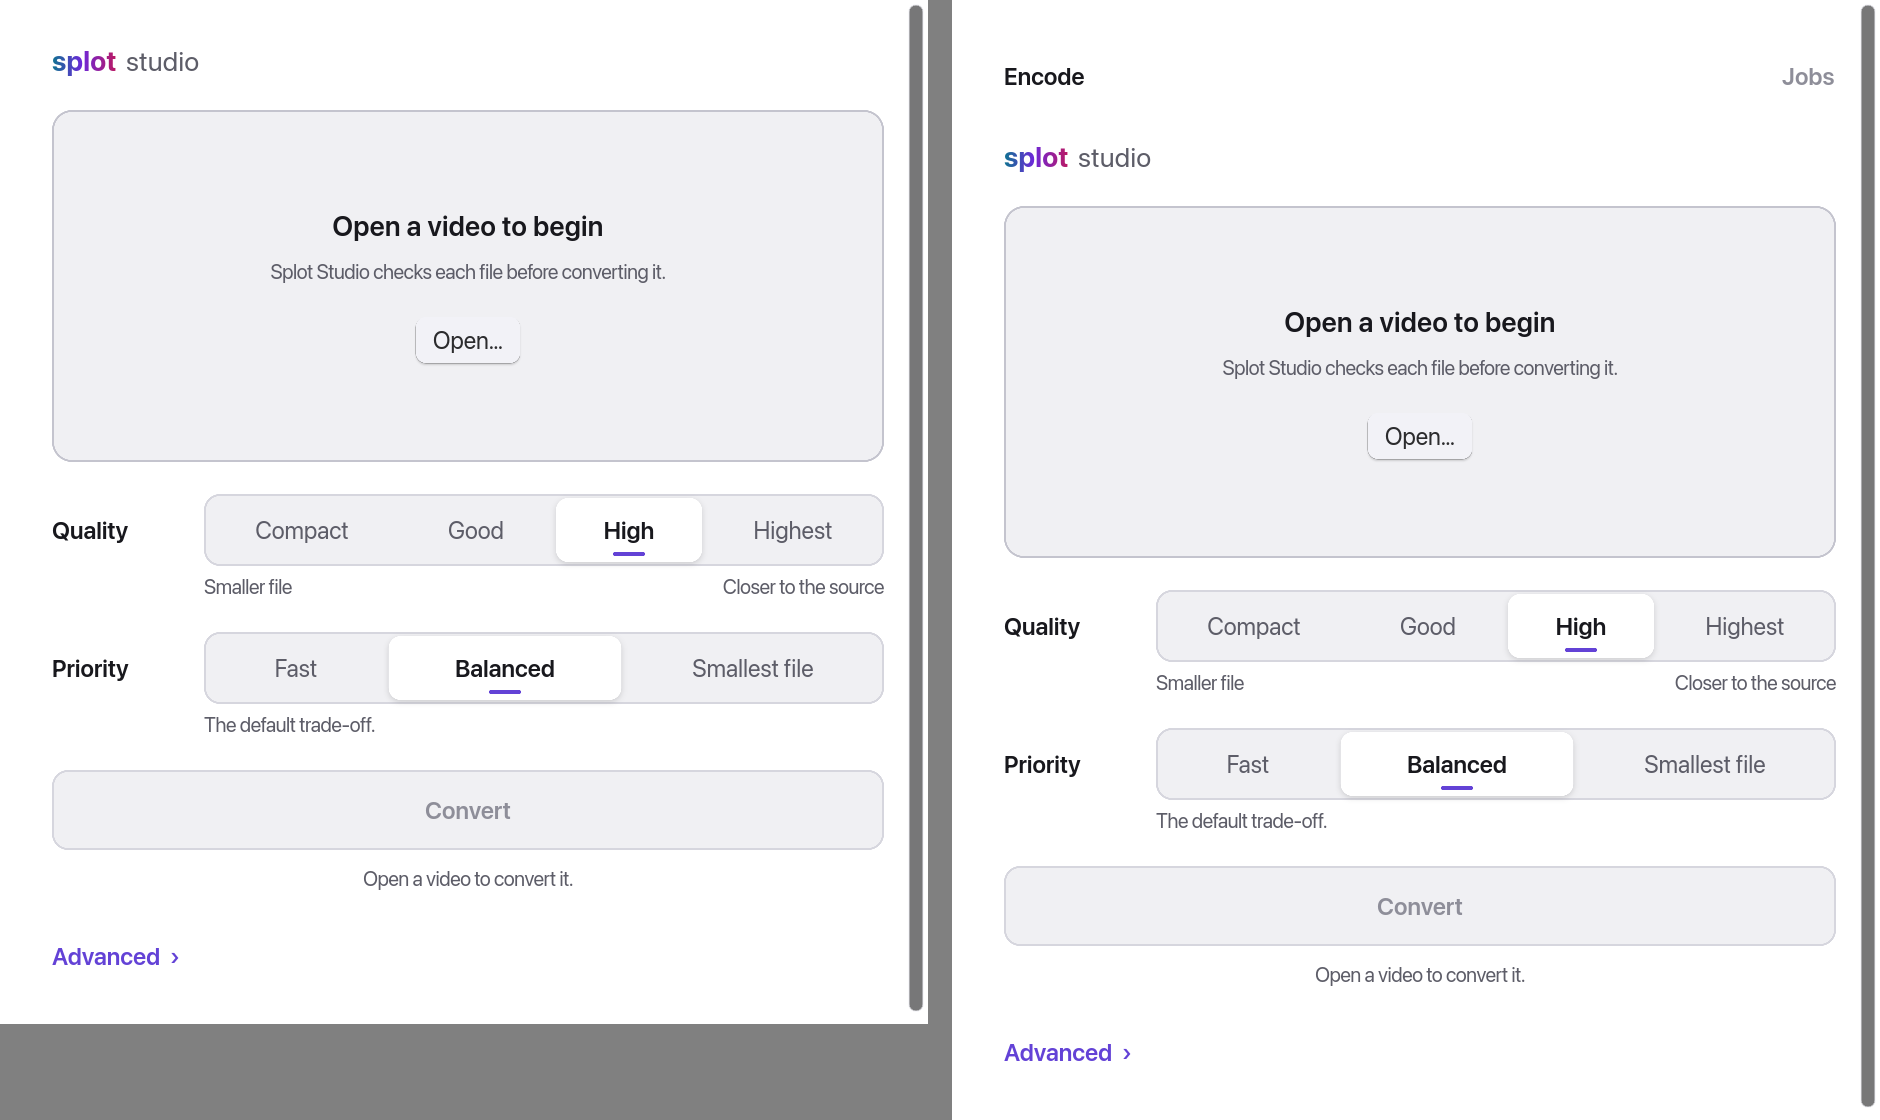 splot studio
Open a video to begin
Splot Studio checks each file before converting it.
Open...
Quality
Compact Good High Highest
Smaller file Closer to the source
Priority
Fast Balanced Smallest file
The default trade-off.
Convert
Open a video to convert it.
Advanced ›
Encode Jobs
splot studio
Open a video to begin
Splot Studio checks each file before converting it.
Open...
Quality
Compact Good High Highest
Smaller file Closer to the source
Priority
Fast Balanced Smallest file
The default trade-off.
Convert
Open a video to convert it.
Advanced ›